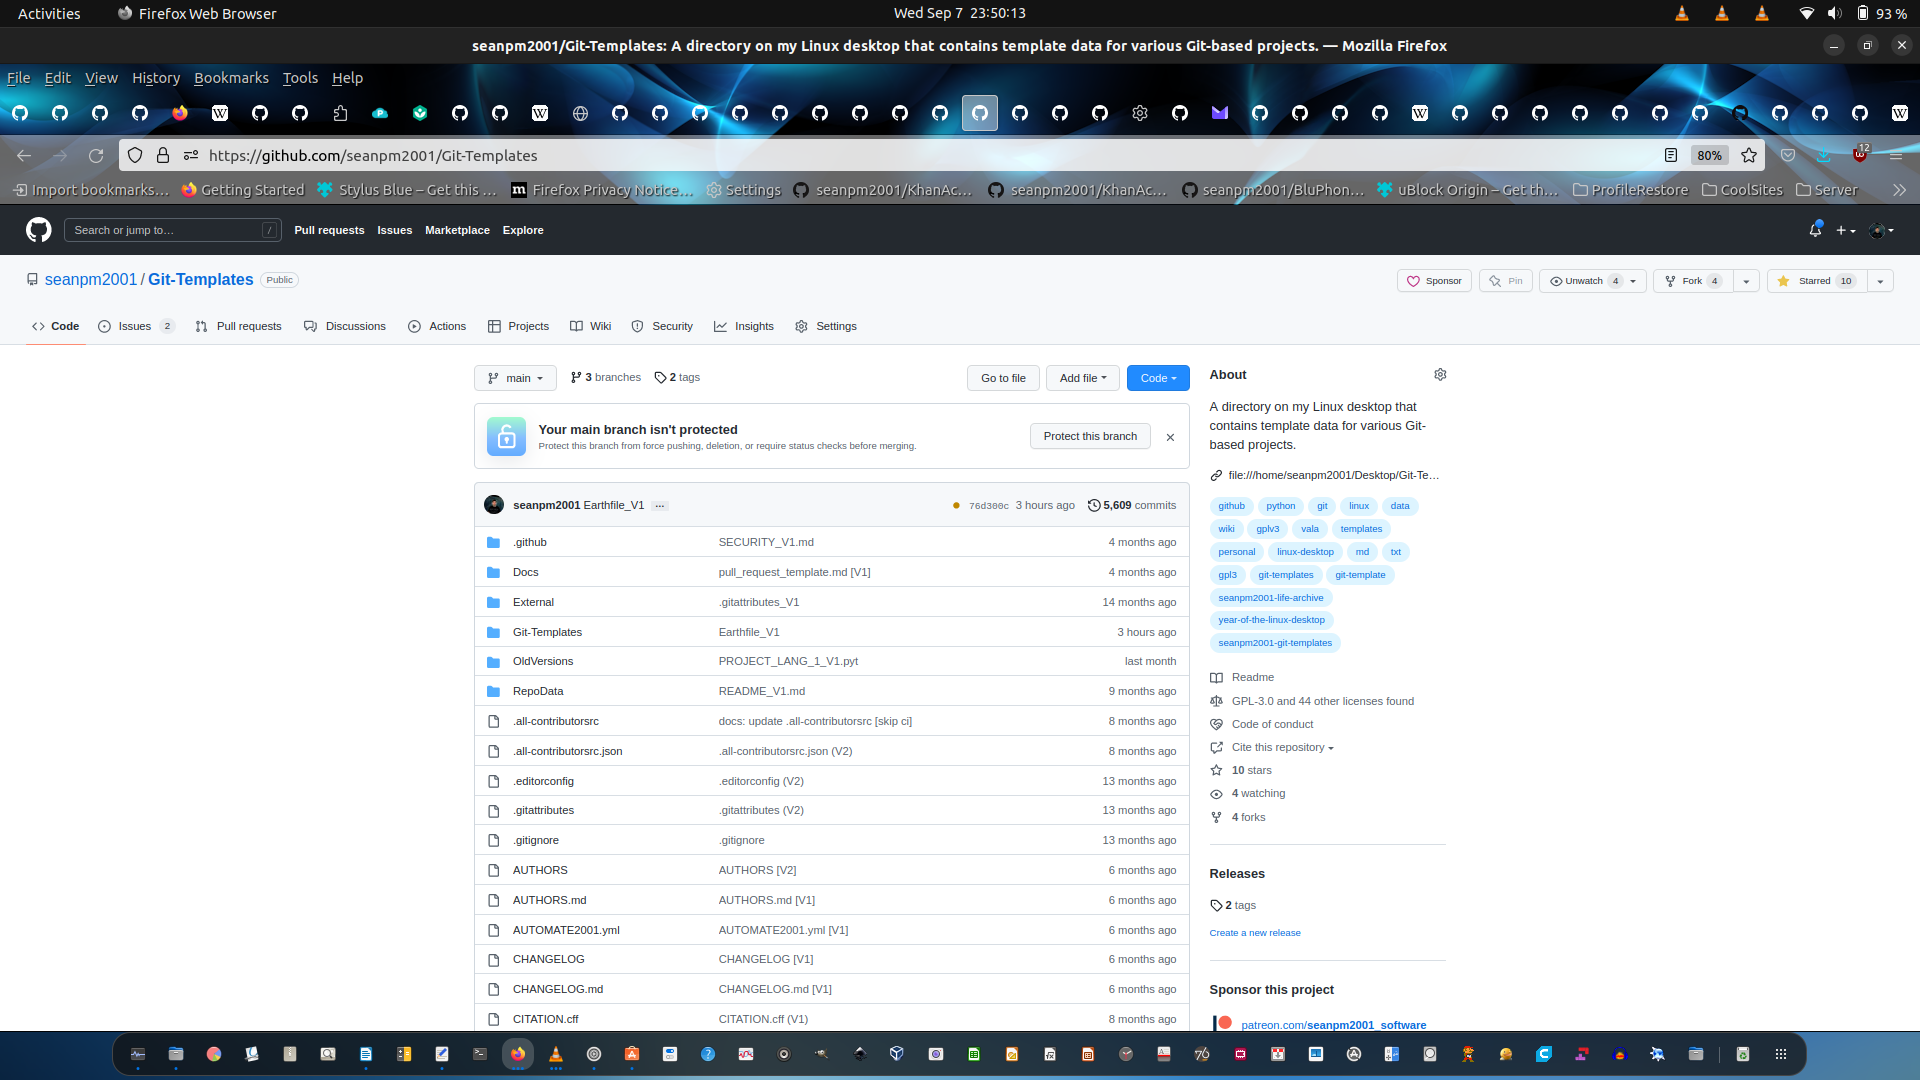 Activities
Firefox Web Browser
Wed Sep 7 23:50:13
93 %
seanpm2001/Git-Templates: A directory on my Linux desktop that contains template data for various Git-based projects. — Mozilla Firefox
File Edit View History Bookmarks Tools Help
https://github.com/seanpm2001/Git-Templates
80%
12
Import bookmarks… Getting Started Stylus Blue – Get this … Firefox Privacy Notice… Settings seanpm2001/KhanAc… seanpm2001/KhanAc… seanpm2001/BluPhon… uBlock Origin – Get th… ProfileRestore CoolSites Server
Search or jump to… /
Pull requests Issues Marketplace Explore
seanpm2001 / Git-Templates Public
Sponsor Pin Unwatch 4 Fork 4 Starred 10
Code Issues 2 Pull requests Discussions Actions Projects Wiki Security Insights Settings
main 3 branches 2 tags Go to file Add file Code
Your main branch isn't protected
Protect this branch from force pushing, deletion, or require status checks before merging.
Protect this branch
seanpm2001 Earthfile_V1 … 76d300c 3 hours ago 5,609 commits
.github SECURITY_V1.md 4 months ago
Docs pull_request_template.md [V1] 4 months ago
External .gitattributes_V1 14 months ago
Git-Templates Earthfile_V1 3 hours ago
OldVersions PROJECT_LANG_1_V1.pyt last month
RepoData README_V1.md 9 months ago
.all-contributorsrc docs: update .all-contributorsrc [skip ci] 8 months ago
.all-contributorsrc.json .all-contributorsrc.json (V2) 8 months ago
.editorconfig .editorconfig (V2) 13 months ago
.gitattributes .gitattributes (V2) 13 months ago
.gitignore .gitignore 13 months ago
AUTHORS AUTHORS [V2] 6 months ago
AUTHORS.md AUTHORS.md [V1] 6 months ago
AUTOMATE2001.yml AUTOMATE2001.yml [V1] 6 months ago
CHANGELOG CHANGELOG [V1] 6 months ago
CHANGELOG.md CHANGELOG.md [V1] 6 months ago
CITATION.cff CITATION.cff (V1) 8 months ago
About
A directory on my Linux desktop that
contains template data for various Git-
based projects.
file:///home/seanpm2001/Desktop/Git-Te…
github python git linux data
wiki gplv3 vala templates
personal linux-desktop md txt
gpl3 git-templates git-template
seanpm2001-life-archive
year-of-the-linux-desktop
seanpm2001-git-templates
Readme
GPL-3.0 and 44 other licenses found
Code of conduct
Cite this repository
10 stars
4 watching
4 forks
Releases
2 tags
Create a new release
Sponsor this project
patreon.com/seanpm2001_software